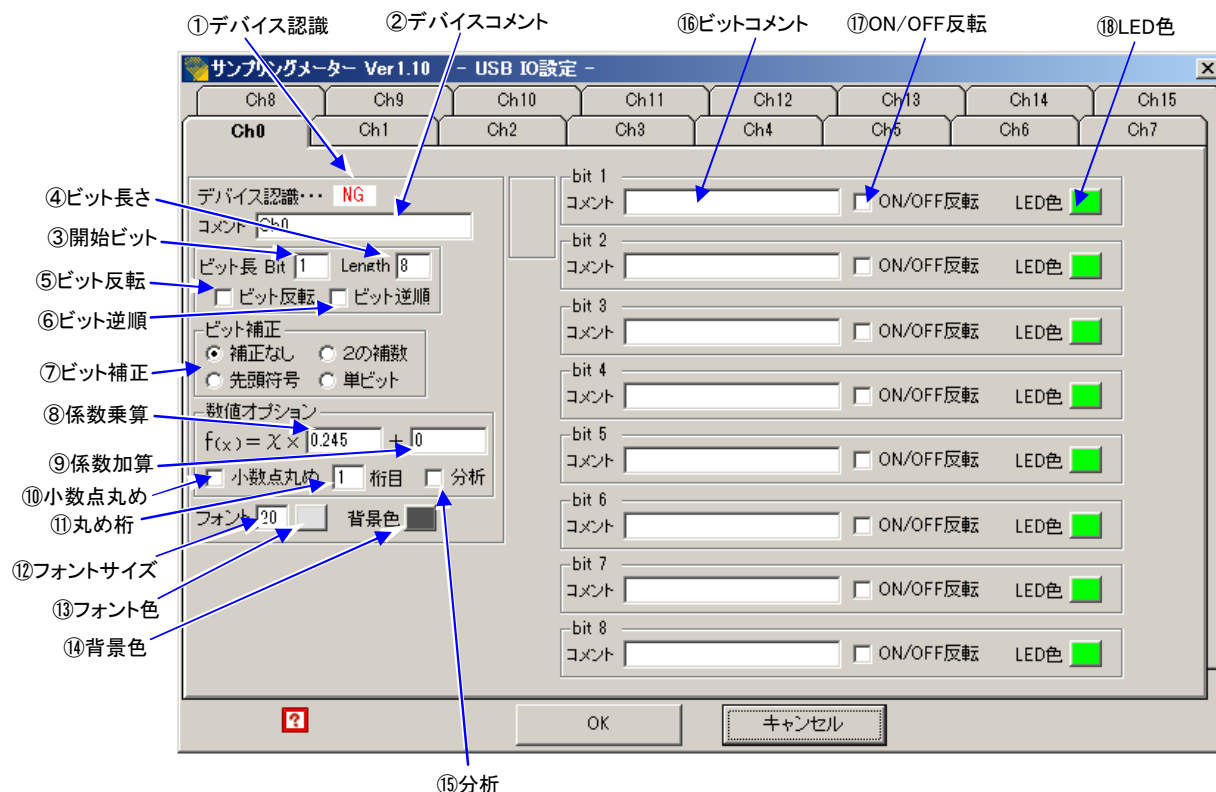 ①デバイス認識 ②デバイスコメント ⑯ビットコメント ⑰ON/OFF反転 ⑱LED色
サンプリングメーター Ver1.10 - USB IO設定 -
Ch8 Ch9 Ch10 Ch11 Ch12 Ch13 Ch14 Ch15
Ch0 Ch1 Ch2 Ch3 Ch4 Ch5 Ch6 Ch7
④ビット長さ
③開始ビット
⑤ビット反転
⑥ビット逆順
⑦ビット補正
⑧係数乗算
⑨係数加算
⑩小数点丸め
⑪丸め桁
⑫フォントサイズ
⑬フォント色
⑭背景色
デバイス認識・・・ NG
コメント Ch0
ビット長 Bit 1 Length 8
ビット反転 ビット逆順
ビット補正
補正なし 2の補数
先頭符号 単ビット
数値オプション
f(x)=χ× 0.245 + 0
小数点丸め 1 桁目 分析
フォント 20 背景色
bit 1
コメント ON/OFF反転 LED色
bit 2
コメント ON/OFF反転 LED色
bit 3
コメント ON/OFF反転 LED色
bit 4
コメント ON/OFF反転 LED色
bit 5
コメント ON/OFF反転 LED色
bit 6
コメント ON/OFF反転 LED色
bit 7
コメント ON/OFF反転 LED色
bit 8
コメント ON/OFF反転 LED色
? OK キャンセル
⑮分析